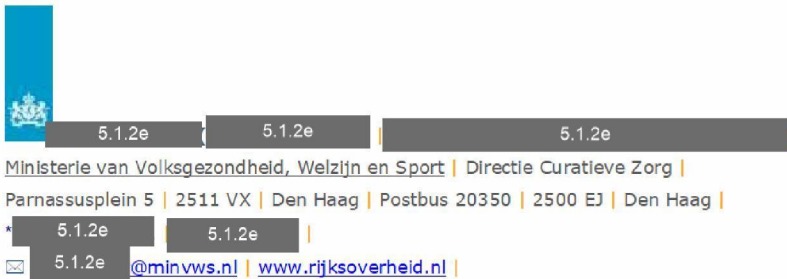 5.1.2e ( 5.1.2e | 5.1.2e
Ministerie van Volksgezondheid, Welzijn en Sport | Directie Curatieve Zorg |
Parnassusplein 5 | 2511 VX | Den Haag | Postbus 20350 | 2500 EJ | Den Haag |
* 5.1.2e | 5.1.2e |
✉ 5.1.2e @minvws.nl | www.rijksoverheid.nl |